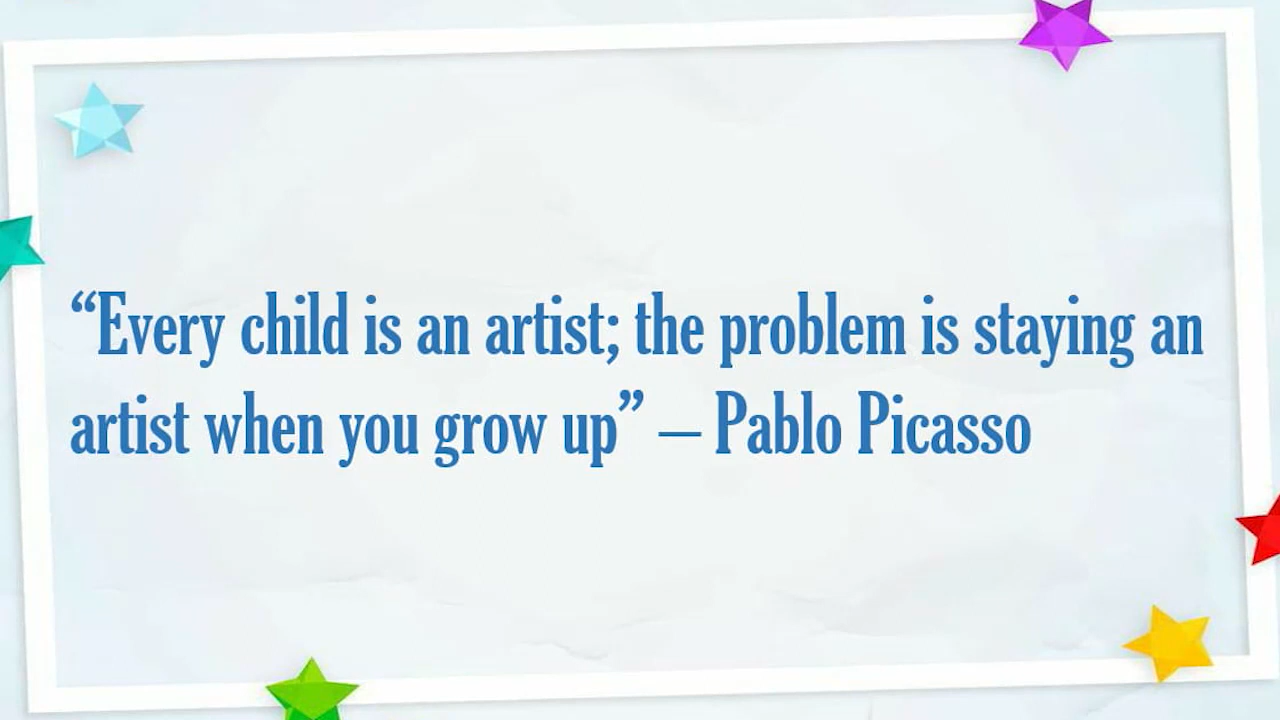 “Every child is an artist; the problem is staying an
artist when you grow up” – Pablo Picasso